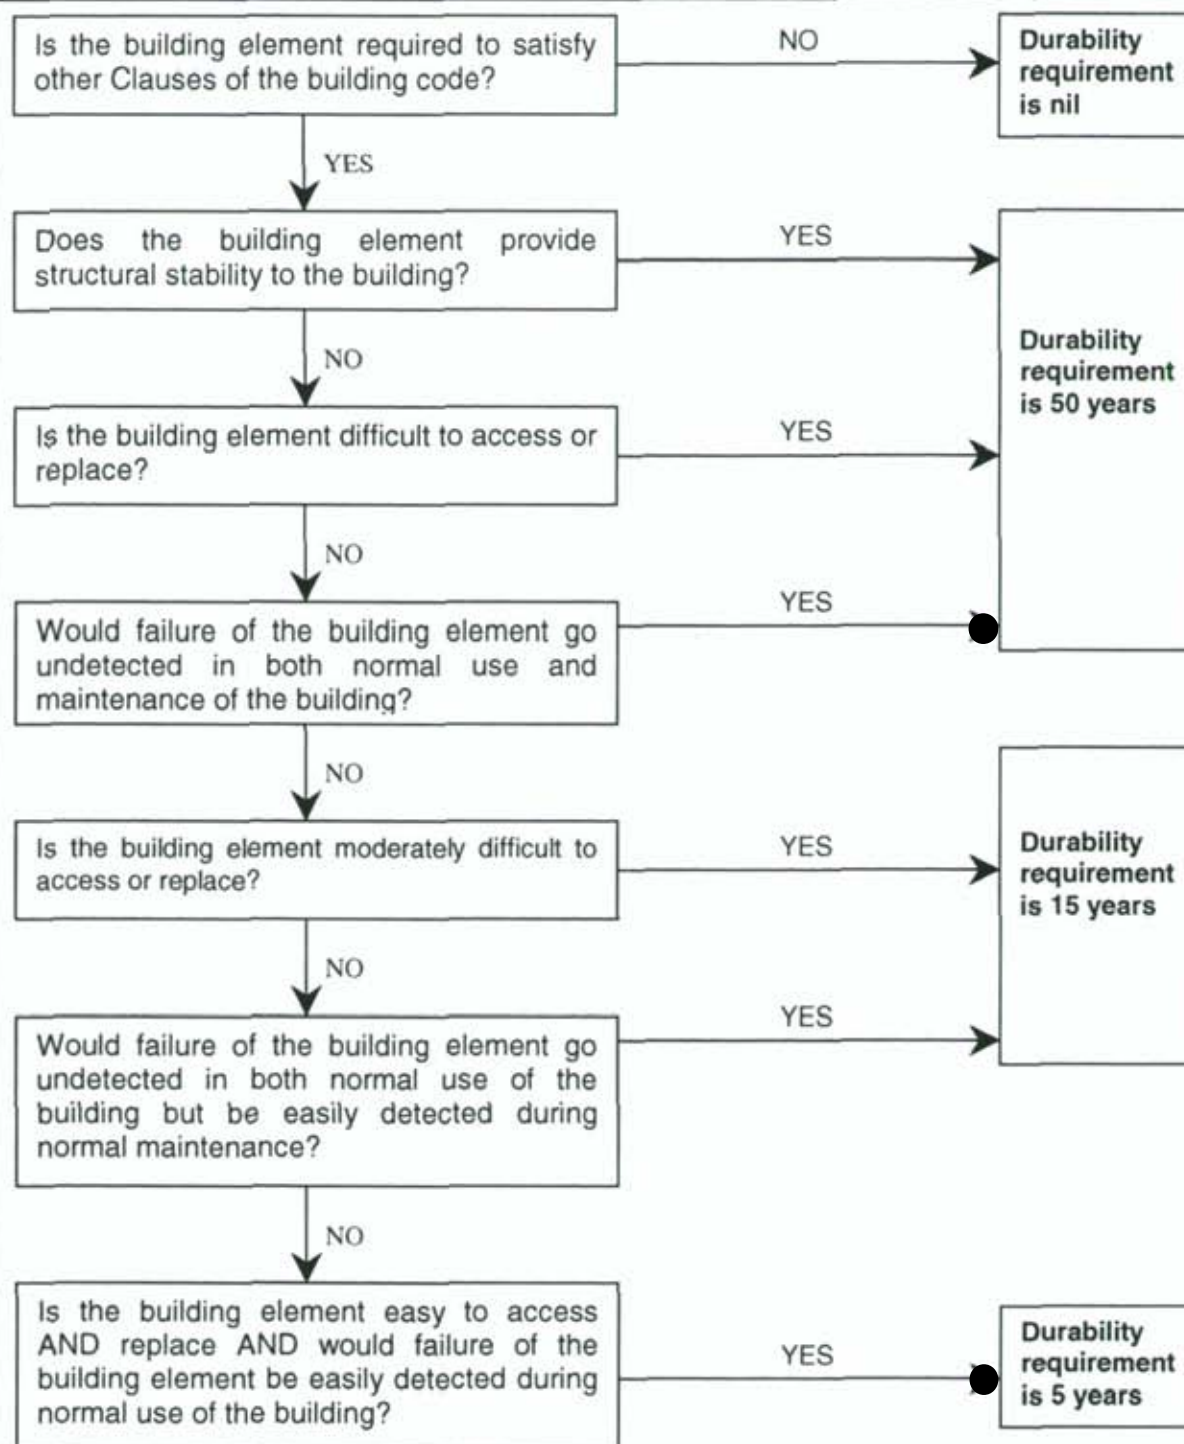 Is the building element required to satisfy
other Clauses of the building code?
NO
Durability
requirement
is nil
YES
Does the building element provide
structural stability to the building?
YES
Durability
requirement
is 50 years
NO
Is the building element difficult to access or
replace?
YES
NO
Would failure of the building element go
undetected in both normal use and
maintenance of the building?
YES
NO
Is the building element moderately difficult to
access or replace?
YES
Durability
requirement
is 15 years
NO
Would failure of the building element go
undetected in both normal use of the
building but be easily detected during
normal maintenance?
YES
NO
Is the building element easy to access
AND replace AND would failure of the
building element be easily detected during
normal use of the building?
YES
Durability
requirement
is 5 years